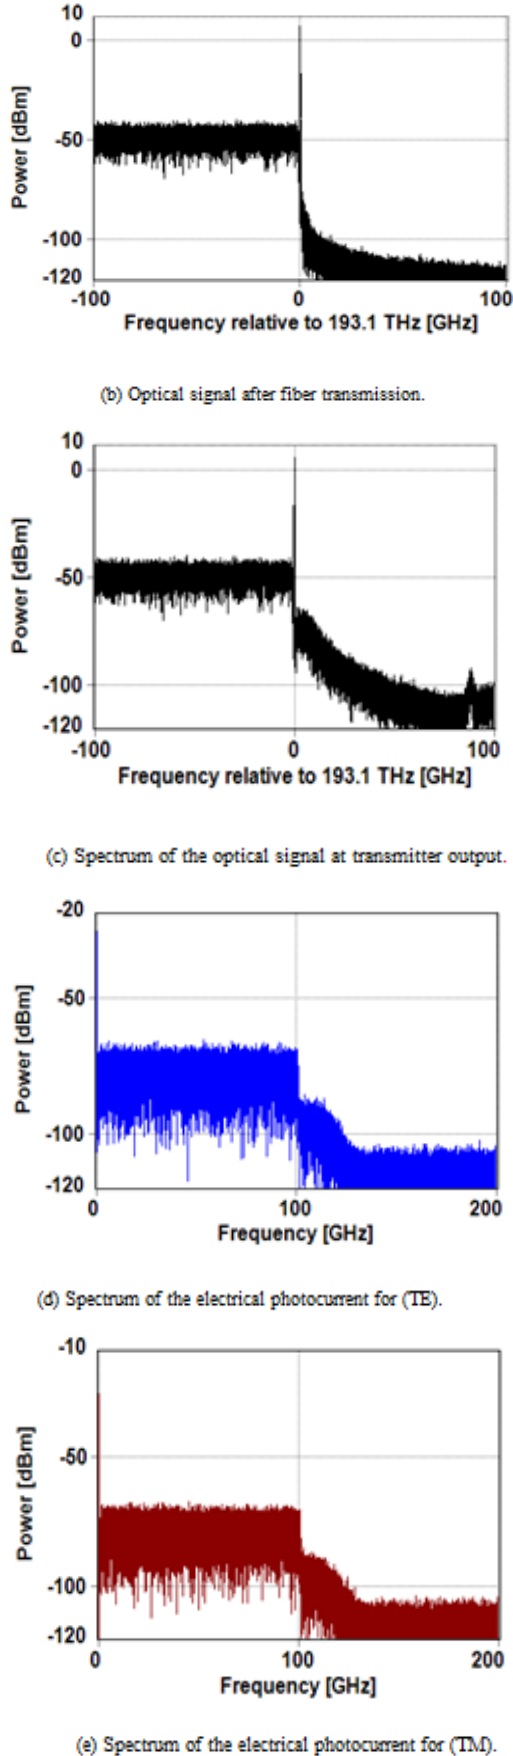 10
0
Power [dBm]
-50
-100
-120
-100 0 100
Frequency relative to 193.1 THz [GHz]
(b) Optical signal after fiber transmission.
10
0
Power [dBm]
-50
-100
-120
-100 0 100
Frequency relative to 193.1 THz [GHz]
(c) Spectrum of the optical signal at transmitter output.
-20
-50
Power [dBm]
-100
-120
0 100 200
Frequency [GHz]
(d) Spectrum of the electrical photocurrent for (TE).
-10
-50
Power [dBm]
-100
-120
0 100 200
Frequency [GHz]
(e) Spectrum of the electrical photocurrent for (TM).